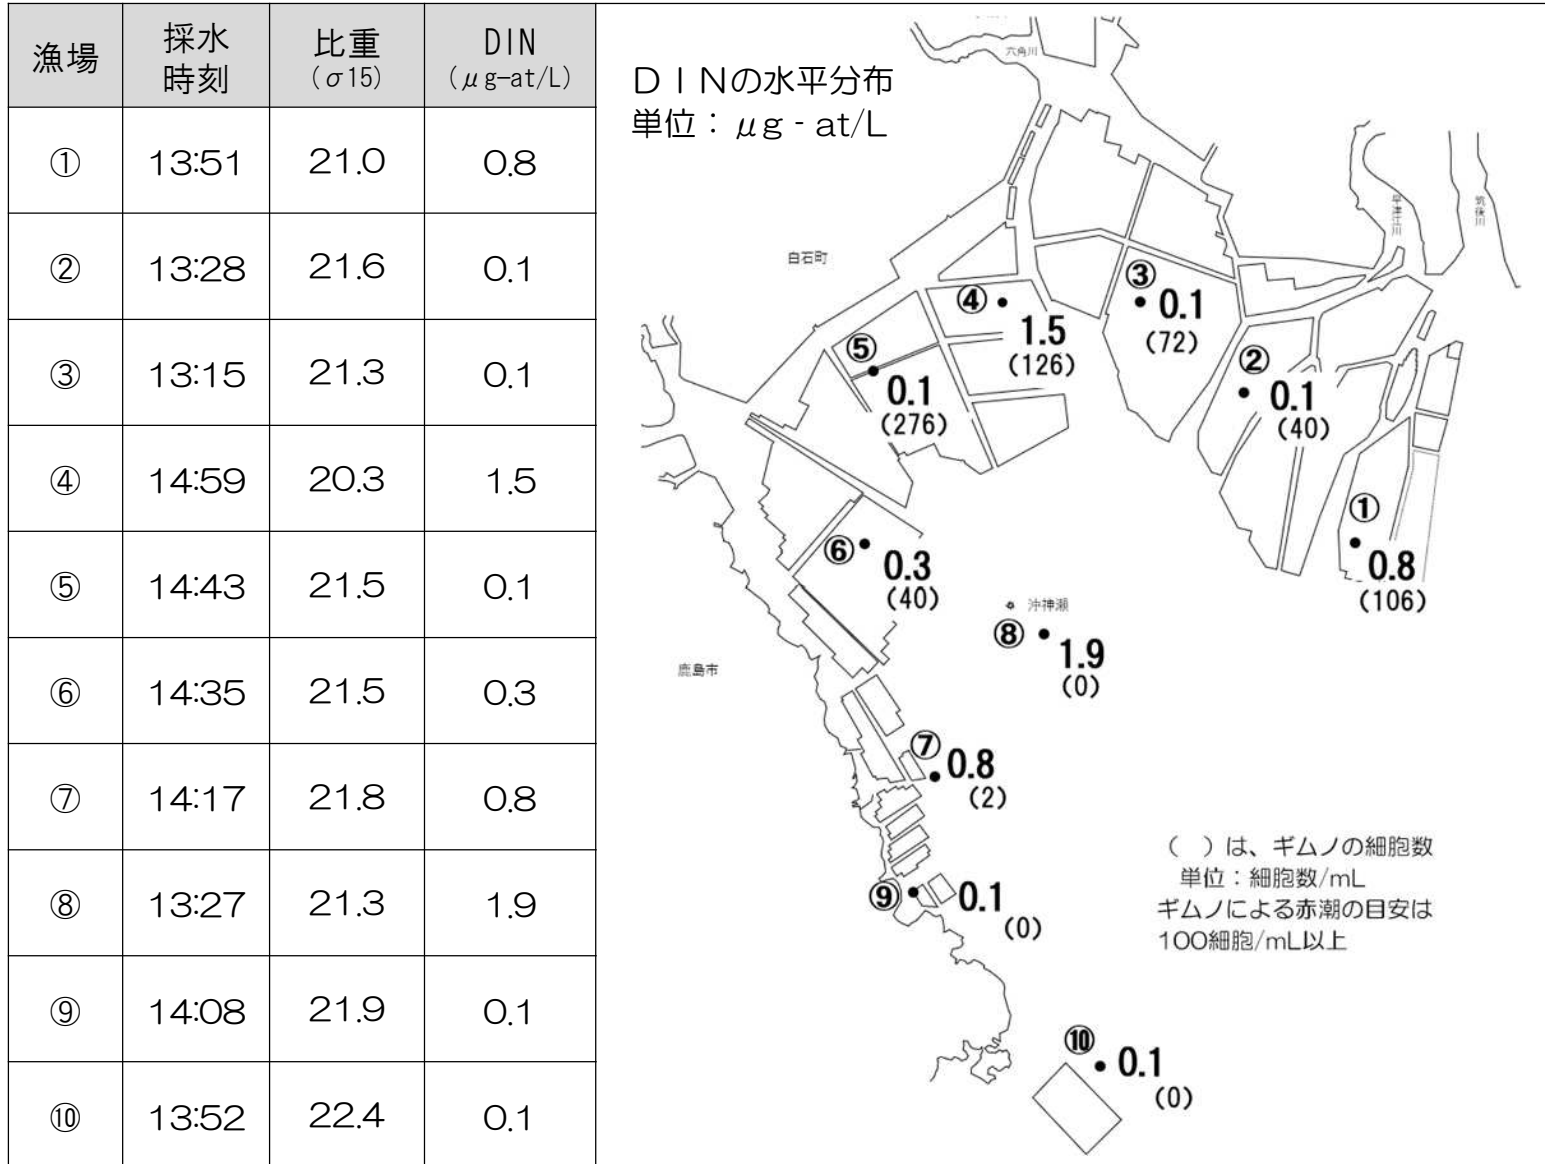 漁場 採水時刻 比重(σ15) DIN(μg-at/L)
① 13:51 21.0 0.8
② 13:28 21.6 0.1
③ 13:15 21.3 0.1
④ 14:59 20.3 1.5
⑤ 14:43 21.5 0.1
⑥ 14:35 21.5 0.3
⑦ 14:17 21.8 0.8
⑧ 13:27 21.3 1.9
⑨ 14:08 21.9 0.1
⑩ 13:52 22.4 0.1
DINの水平分布
単位：μg‐at/L
六角川
早津江川
筑後川
白石町
③ 0.1
(72)
④ 1.5
(126)
⑤ 0.1
(276)
② 0.1
(40)
① 0.8
(106)
⑥ 0.3
(40)
沖神瀬
⑧ 1.9
(0)
鹿島市
⑦ 0.8
(2)
⑨ 0.1
(0)
⑩ 0.1
(0)
（　）は、ギムノの細胞数
単位：細胞数/mL
ギムノによる赤潮の目安は
100細胞/mL以上